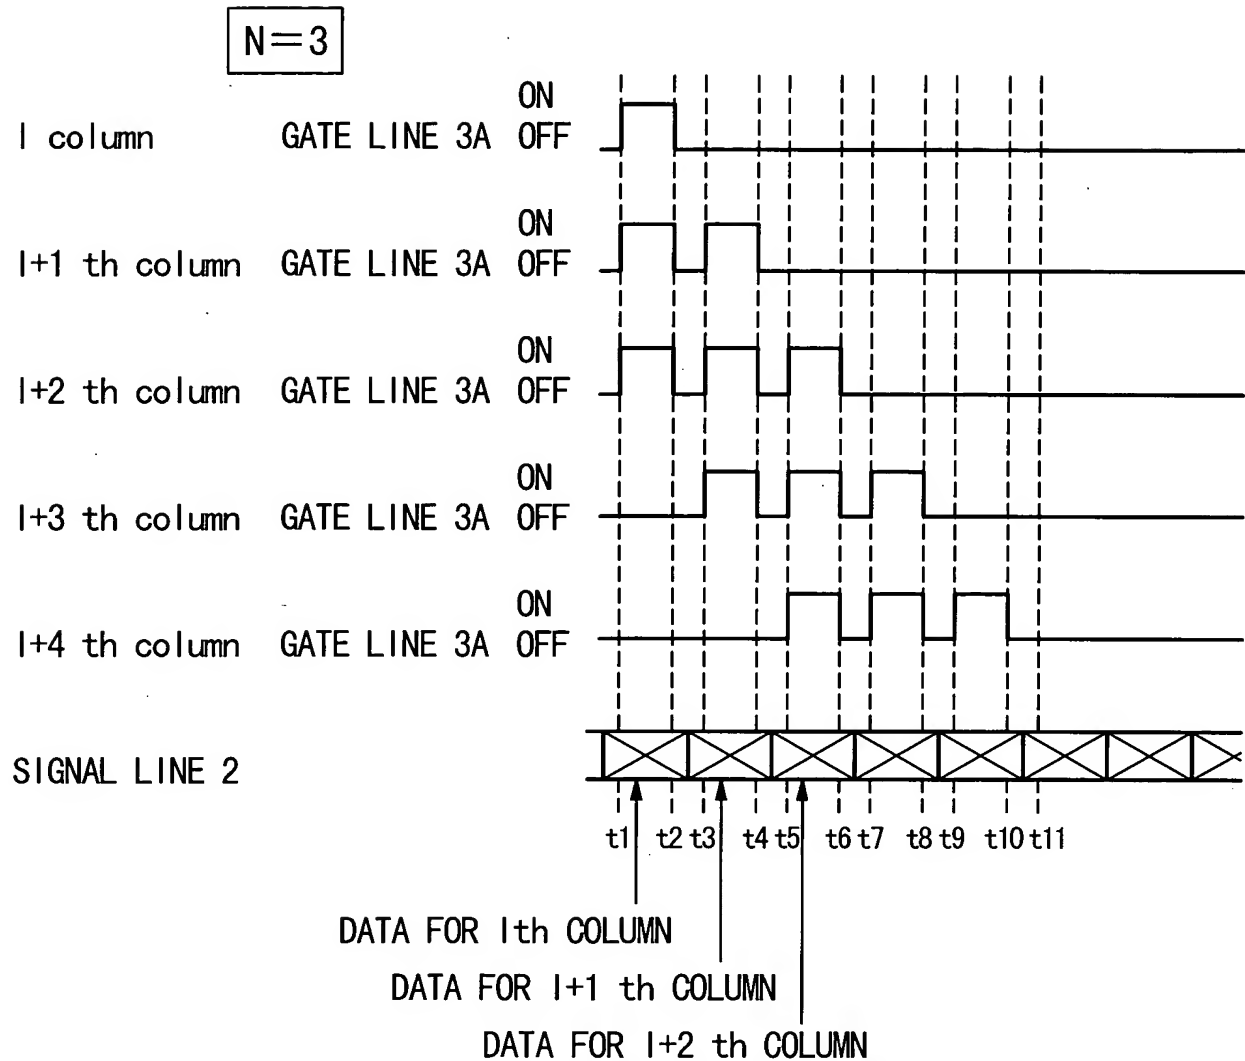 N=3
ON
I column GATE LINE 3A OFF
ON
I+1 th column GATE LINE 3A OFF
ON
I+2 th column GATE LINE 3A OFF
ON
I+3 th column GATE LINE 3A OFF
ON
I+4 th column GATE LINE 3A OFF
SIGNAL LINE 2
t1 t2 t3 t4 t5 t6 t7 t8 t9 t10 t11
DATA FOR Ith COLUMN
DATA FOR I+1 th COLUMN
DATA FOR I+2 th COLUMN